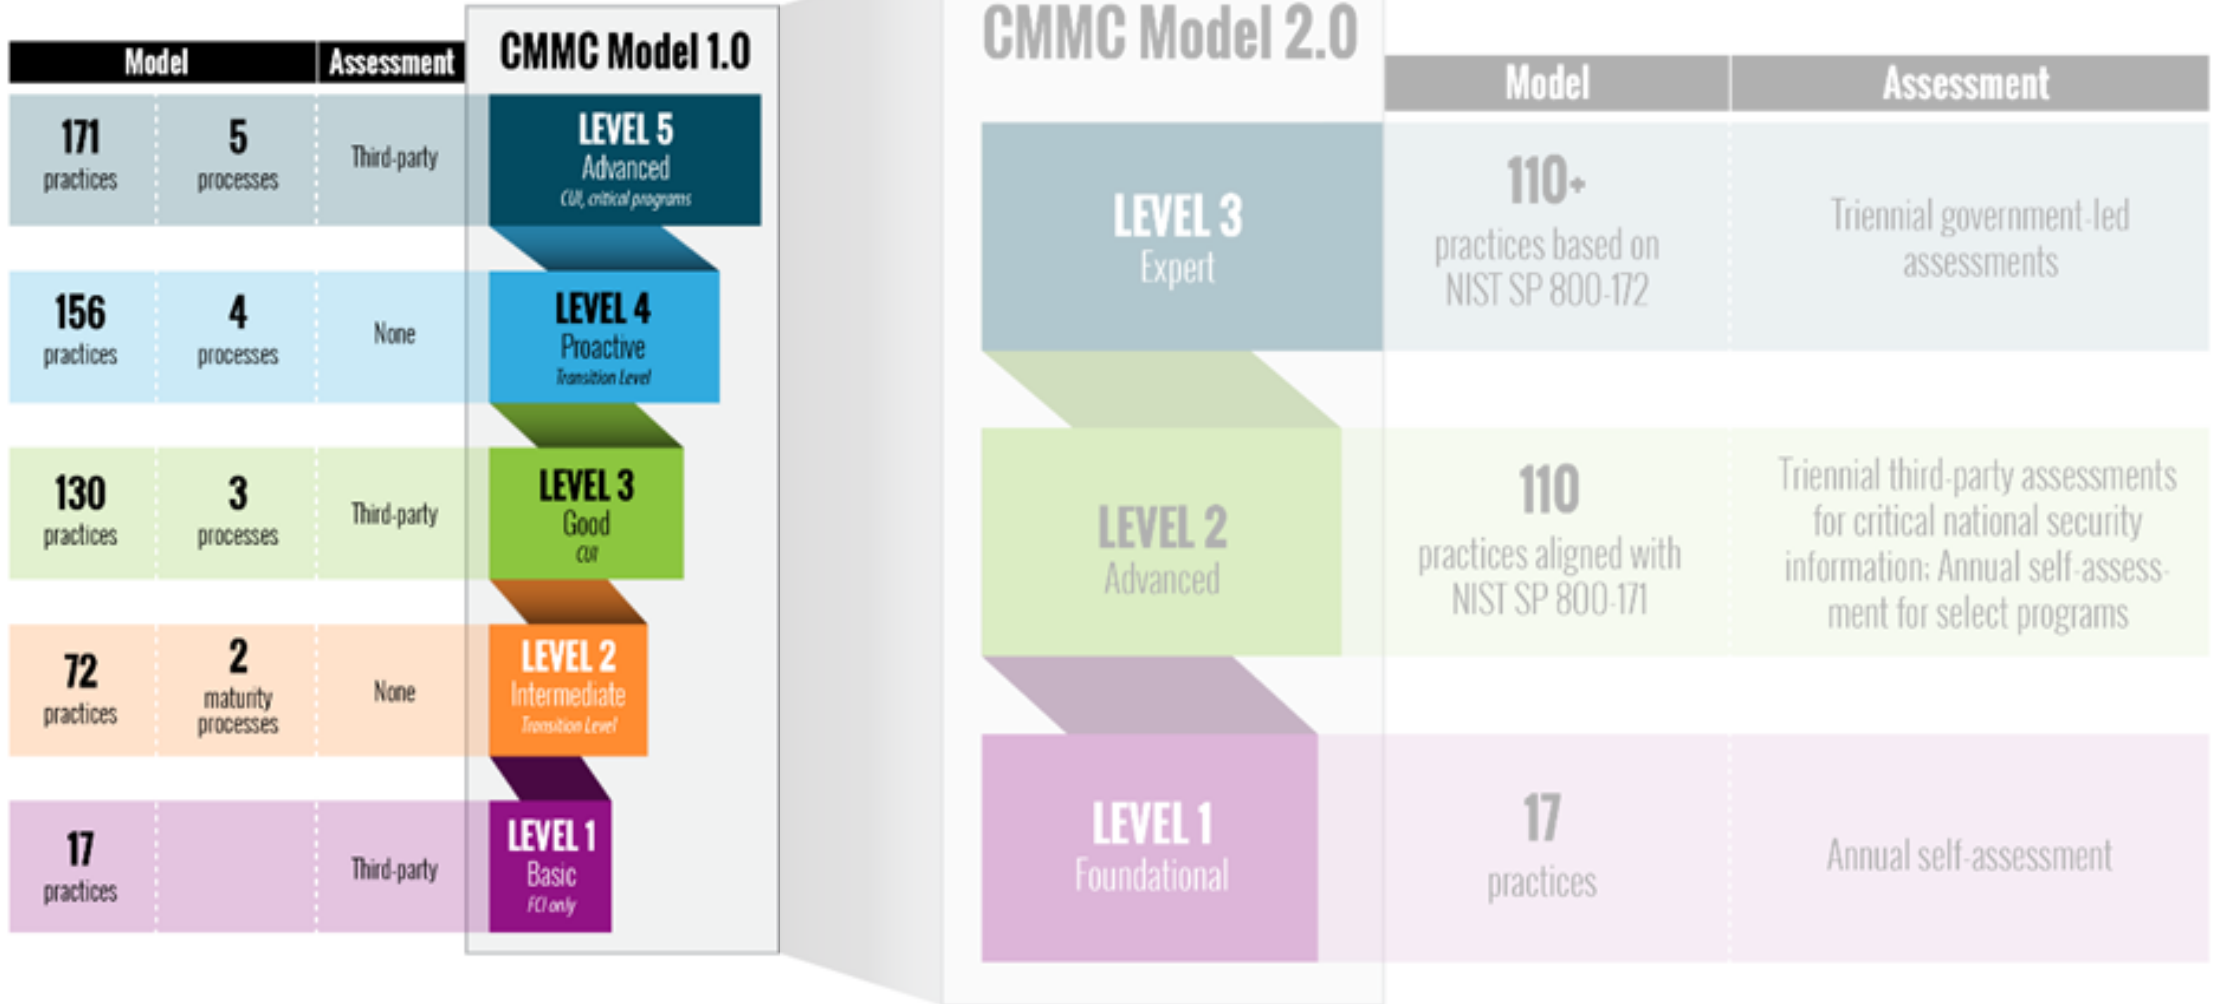 Model
Assessment
CMMC Model 1.0
171
practices
5
processes
Third-party
LEVEL 5
Advanced
CUI, critical programs
156
practices
4
processes
None
LEVEL 4
Proactive
Transition Level
130
practices
3
processes
Third-party
LEVEL 3
Good
CUI
72
practices
2
maturity
processes
None
LEVEL 2
Intermediate
Transition Level
17
practices
Third-party
LEVEL 1
Basic
FCI only
CMMC Model 2.0
Model
Assessment
LEVEL 3
Expert
110+
practices based on
NIST SP 800-172
Triennial government-led
assessments
LEVEL 2
Advanced
110
practices aligned with
NIST SP 800-171
Triennial third-party assessments
for critical national security
information; Annual self-assess-
ment for select programs
LEVEL 1
Foundational
17
practices
Annual self-assessment